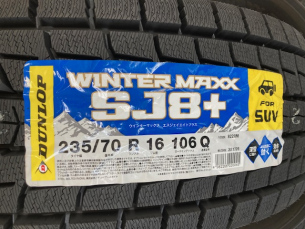 WINTER MAXX
SJ8+
DUNLOP
FOR
SUV
ウインターマックス エスジェイエイトプラス
235/70 R 16 106 Q